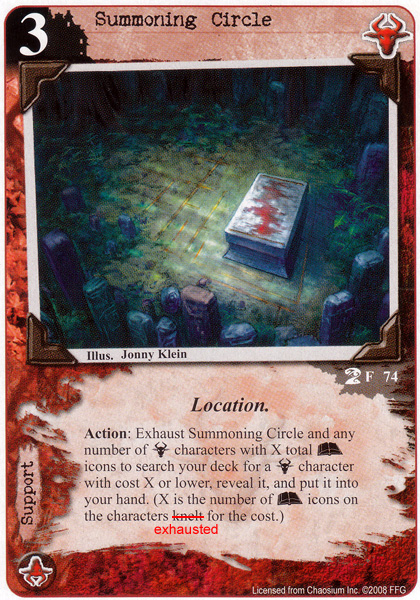 3
Summoning Circle
Illus. Jonny Klein
F 74
Location.
Action: Exhaust Summoning Circle and any
number of characters with X total
icons to search your deck for a character
with cost X or lower, reveal it, and put it into
your hand. (X is the number of icons on
the characters knelt for the cost.)
exhausted
Support
Licensed from Chaosium Inc. ©2008 FFG